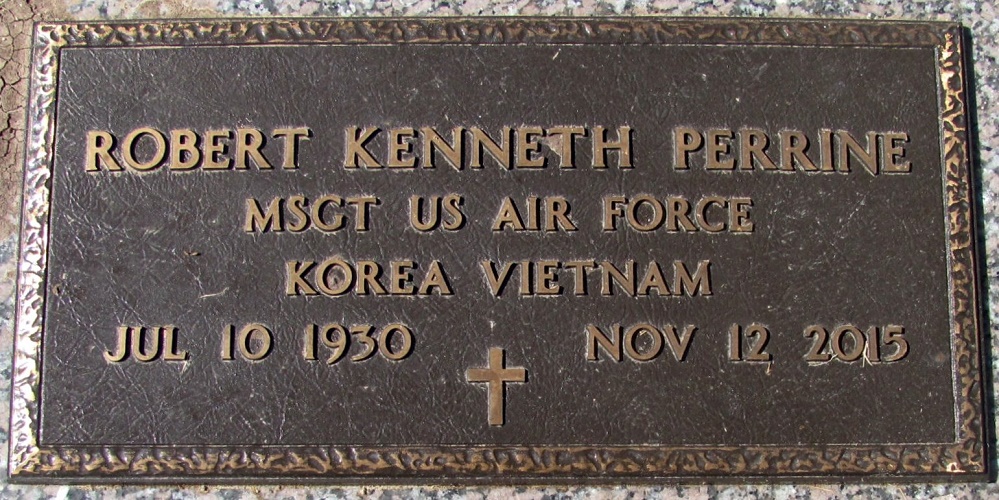 ROBERT KENNETH PERRINE
MSGT US AIR FORCE
KOREA VIETNAM
JUL 10 1930 NOV 12 2015